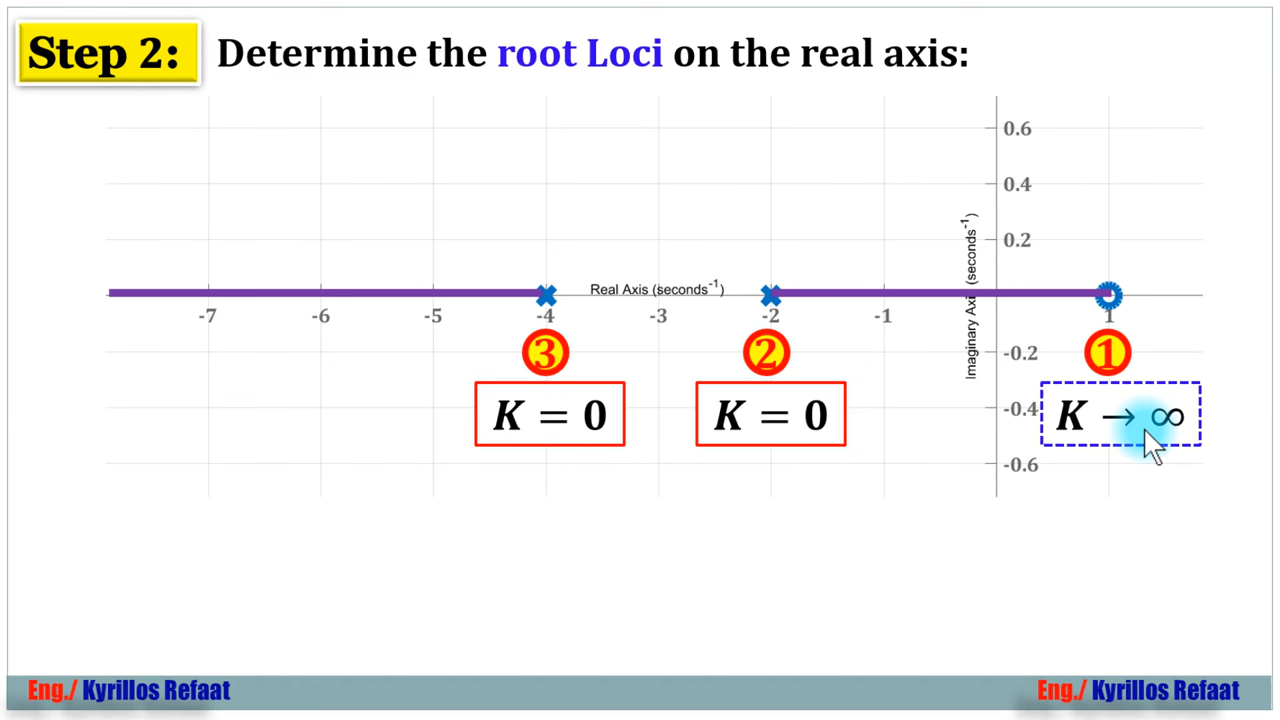 Step 2: Determine the root Loci on the real axis:
0.6
0.4
0.2
Imaginary Axis (seconds⁻¹)
Real Axis (seconds⁻¹)
-7 -6 -5 -4 -3 -2 -1 1
-0.2
3 2 1
K = 0 K = 0 K → ∞
-0.4
-0.6
Eng./ Kyrillos Refaat Eng./ Kyrillos Refaat